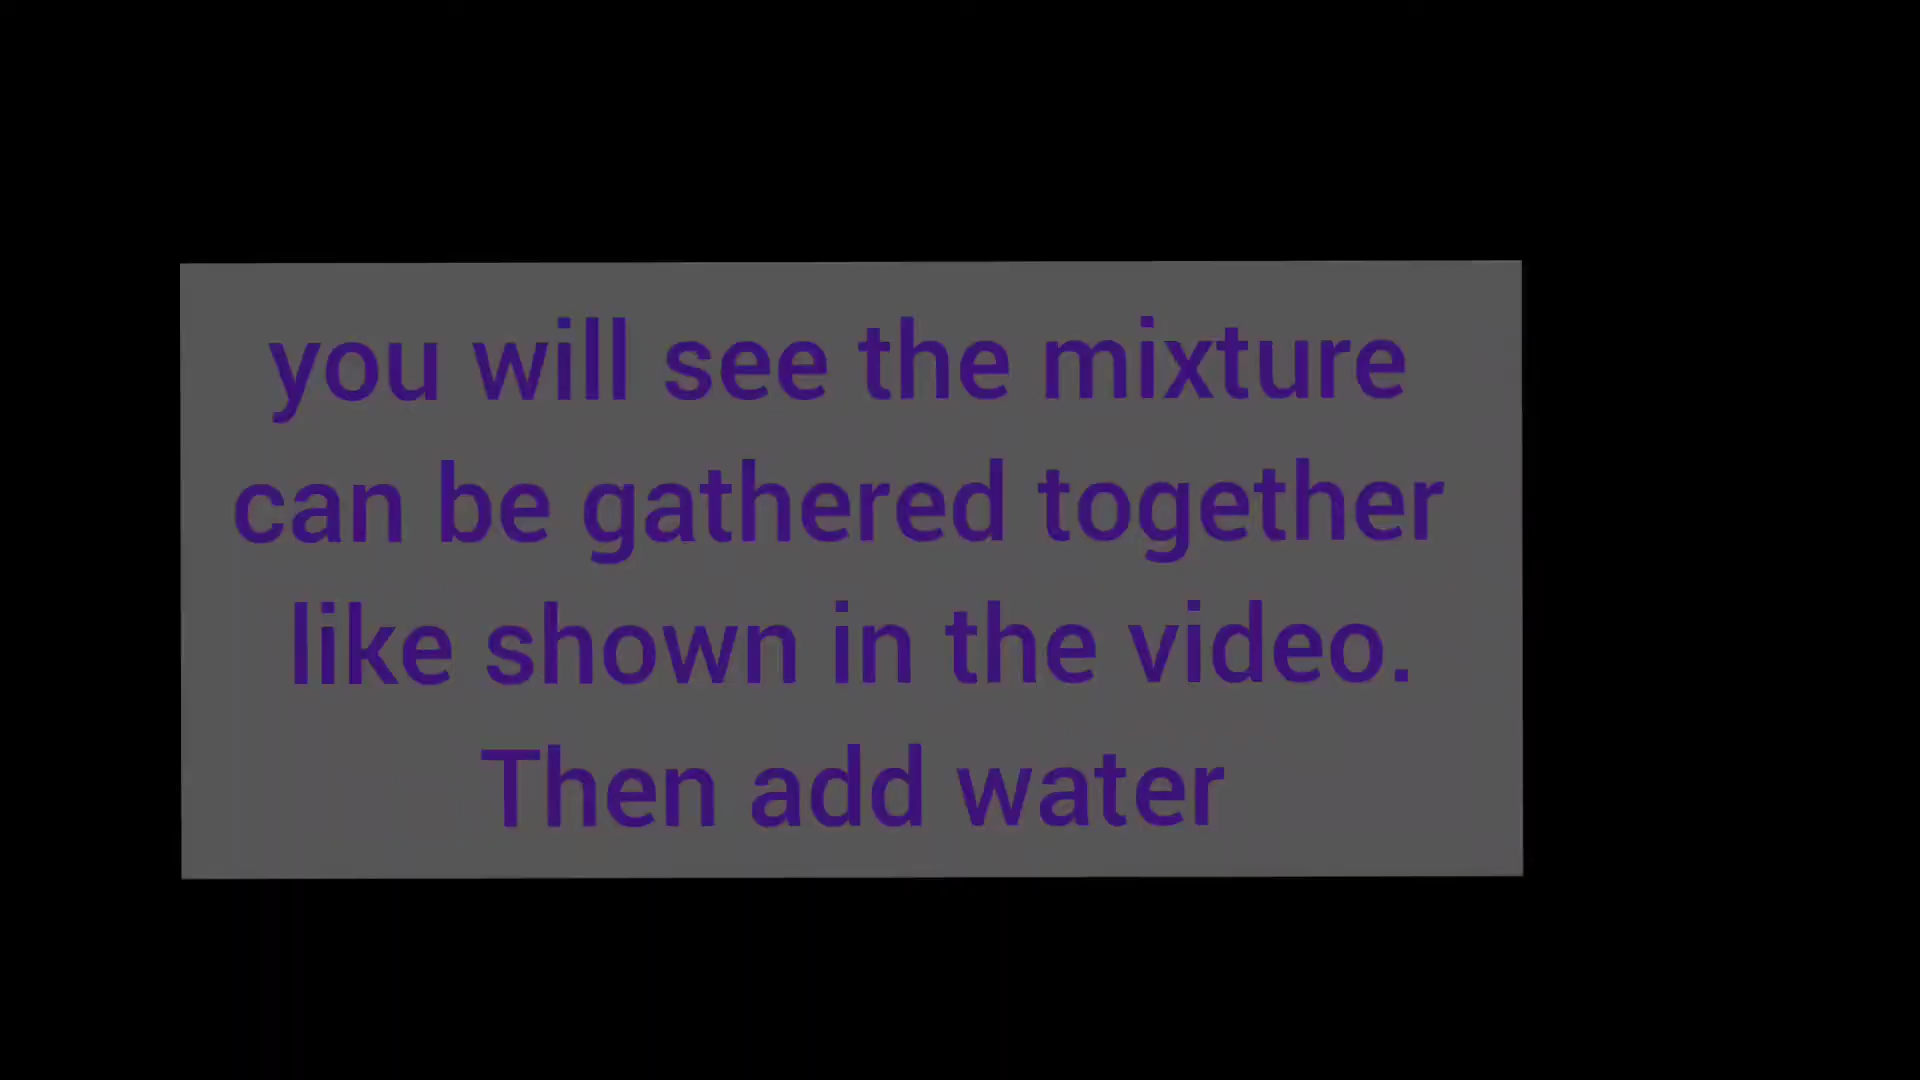 you will see the mixture
can be gathered together
like shown in the video.
Then add water